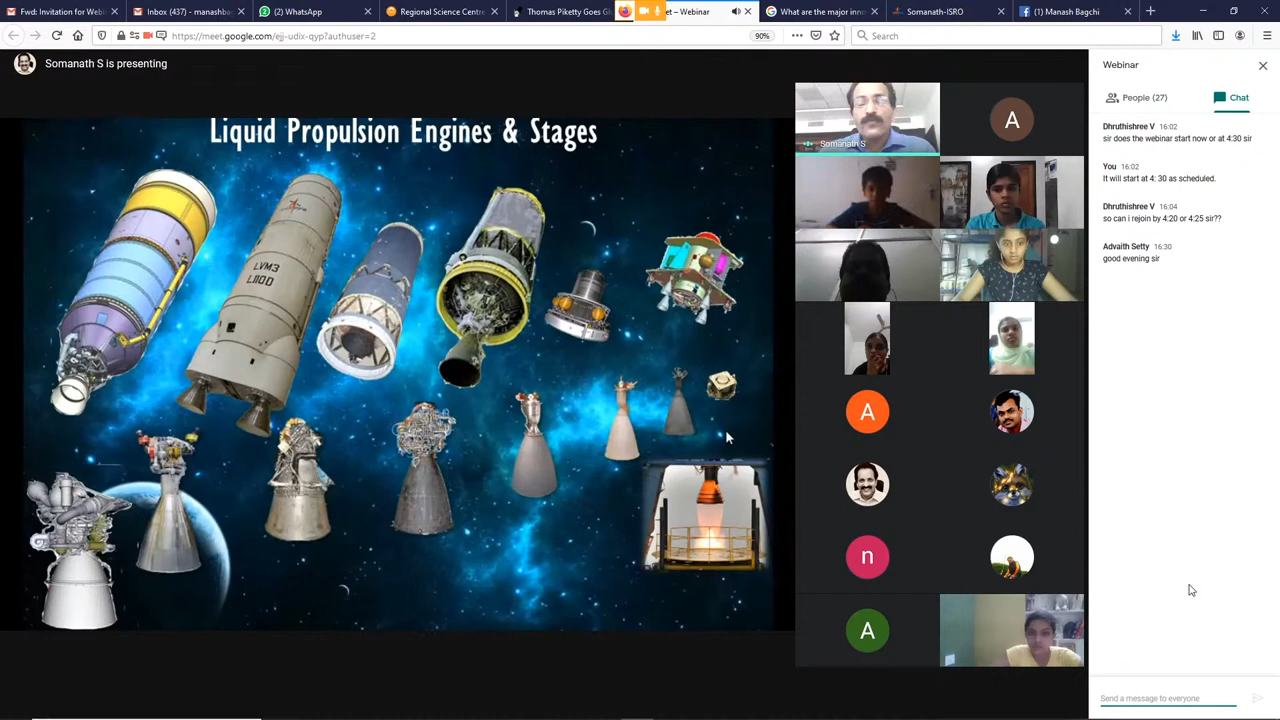 Fwd: Invitation for Webi
Inbox (437) - manashbac
(2) WhatsApp
Regional Science Centre
Thomas Piketty Goes Gl
et – Webinar
What are the major inn
Somanath-ISRO
(1) Manash Bagchi
https://meet.google.com/ejj-udix-qyp?authuser=2
90%
Search
Somanath S is presenting
Liquid Propulsion Engines & Stages
LVM3
L110D
Somanath S
A
A
n
A
Webinar
People (27)
Chat
Dhruthishree V 16:02
sir does the webinar start now or at 4:30 sir
You 16:02
It will start at 4: 30 as scheduled.
Dhruthishree V 16:04
so can i rejoin by 4:20 or 4:25 sir??
Advaith Setty 16:30
good evening sir
Send a message to everyone